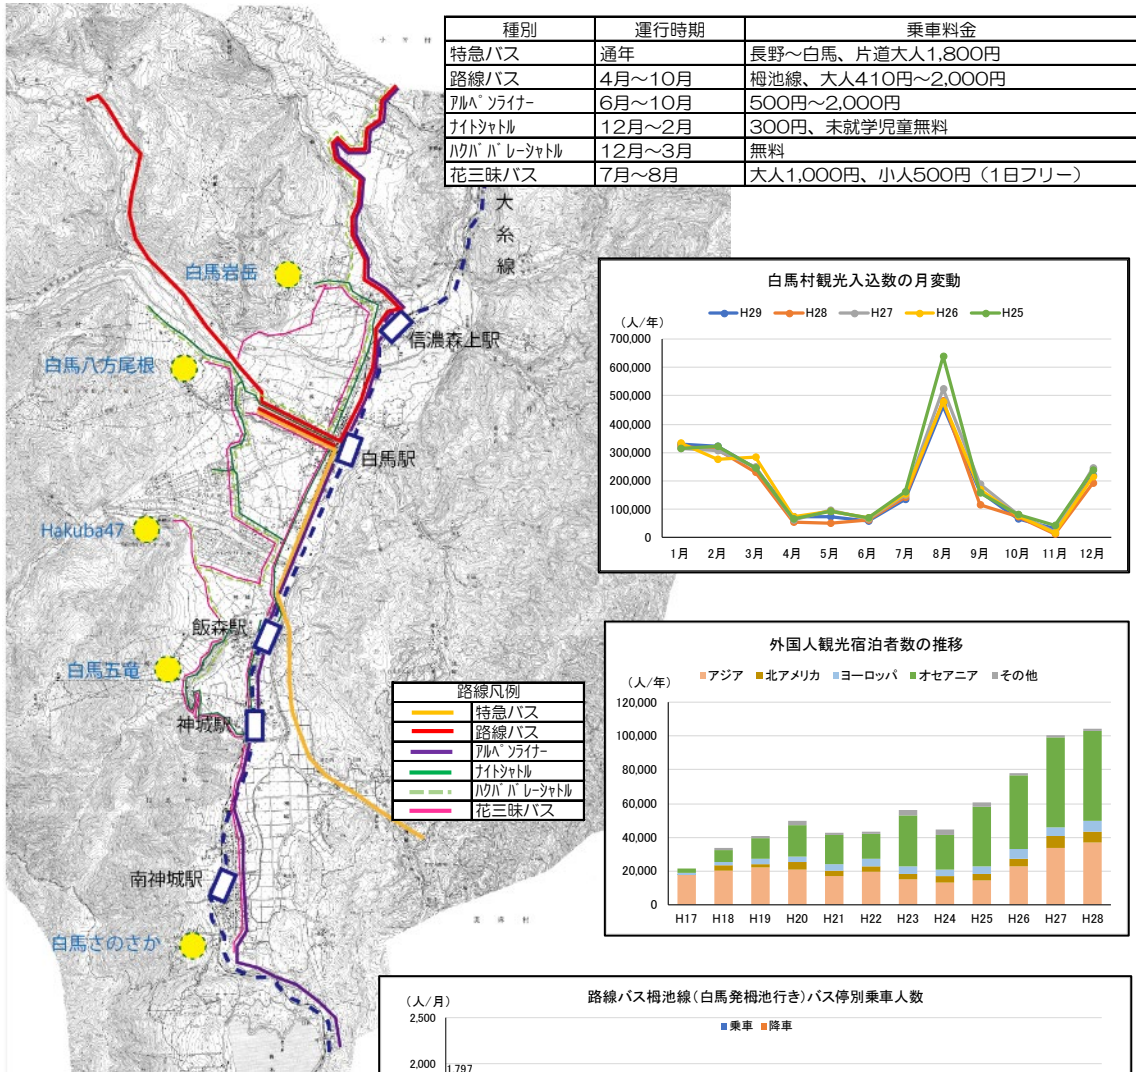 種別 運行時期 乗車料金
特急バス 通年 長野～白馬、片道大人1,800円
路線バス 4月～10月 栂池線、大人410円～2,000円
ｱﾙﾍﾟﾝﾗｲﾅｰ 6月～10月 500円～2,000円
ﾅｲﾄｼｬﾄﾙ 12月～2月 300円、未就学児童無料
ﾊｸﾊﾞﾊﾞﾚｰｼｬﾄﾙ 12月～3月 無料
花三昧バス 7月～8月 大人1,000円、小人500円（1日フリー）
大糸線
白馬岩岳
信濃森上駅
白馬八方尾根
白馬駅
Hakuba47
飯森駅
白馬五竜
神城駅
南神城駅
白馬さのさか
路線凡例
特急バス
路線バス
ｱﾙﾍﾟﾝﾗｲﾅｰ
ﾅｲﾄｼｬﾄﾙ
ﾊｸﾊﾞﾊﾞﾚｰｼｬﾄﾙ
花三昧バス
白馬村観光入込数の月変動
H29 H28 H27 H26 H25
（人/年）
700,000
600,000
500,000
400,000
300,000
200,000
100,000
0
1月 2月 3月 4月 5月 6月 7月 8月 9月 10月 11月 12月
外国人観光宿泊者数の推移
（人/年）
アジア 北アメリカ ヨーロッパ オセアニア その他
120,000
100,000
80,000
60,000
40,000
20,000
0
H17 H18 H19 H20 H21 H22 H23 H24 H25 H26 H27 H28
路線バス栂池線（白馬発栂池行き）バス停別乗車人数
（人/月）
乗車 降車
2,500
2,000
1,797